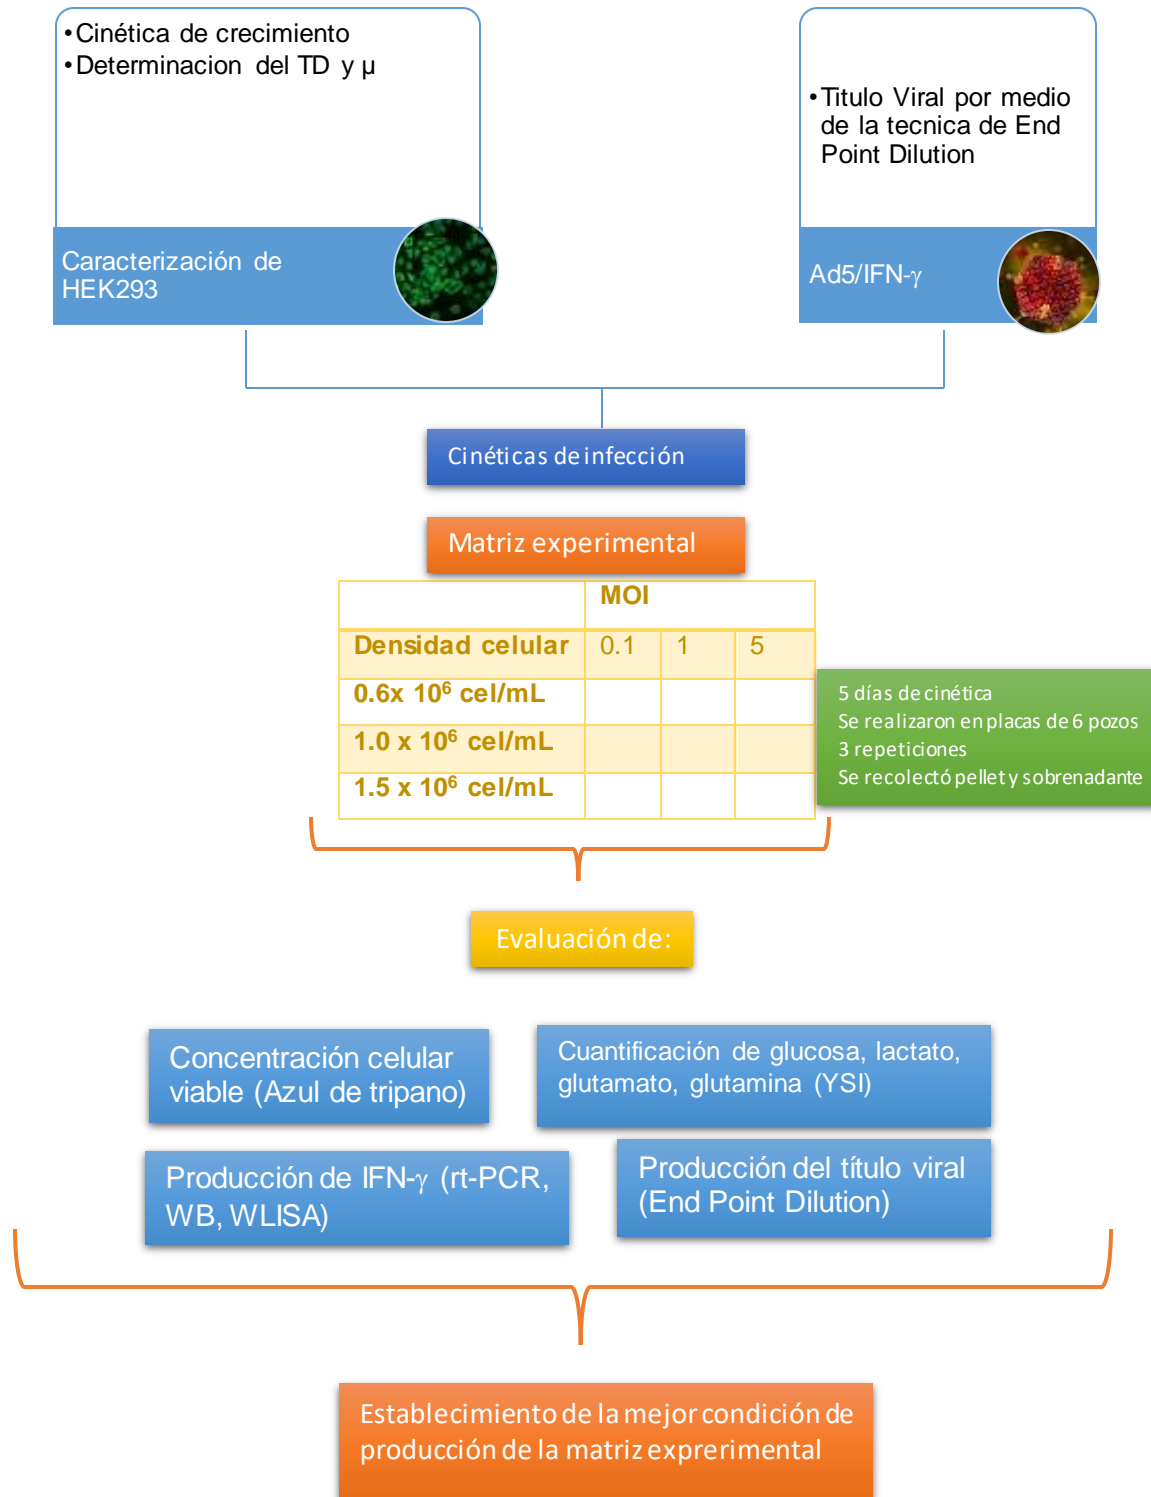 •Cinética de crecimiento
•Determinacion del TD y µ
Caracterización de
HEK293
•Titulo Viral por medio
de la tecnica de End
Point Dilution
Ad5/IFN-γ
Cinéticas de infección
Matriz experimental
MOI
Densidad celular 0.1 1 5
0.6x 10⁶ cel/mL
1.0 x 10⁶ cel/mL
1.5 x 10⁶ cel/mL
5 días de cinética
Se realizaron en placas de 6 pozos
3 repeticiones
Se recolectó pellet y sobrenadante
Evaluación de:
Concentración celular
viable (Azul de tripano)
Cuantificación de glucosa, lactato,
glutamato, glutamina (YSI)
Producción de IFN-γ (rt-PCR,
WB, WLISA)
Producción del título viral
(End Point Dilution)
Establecimiento de la mejor condición de
producción de la matriz exprerimental